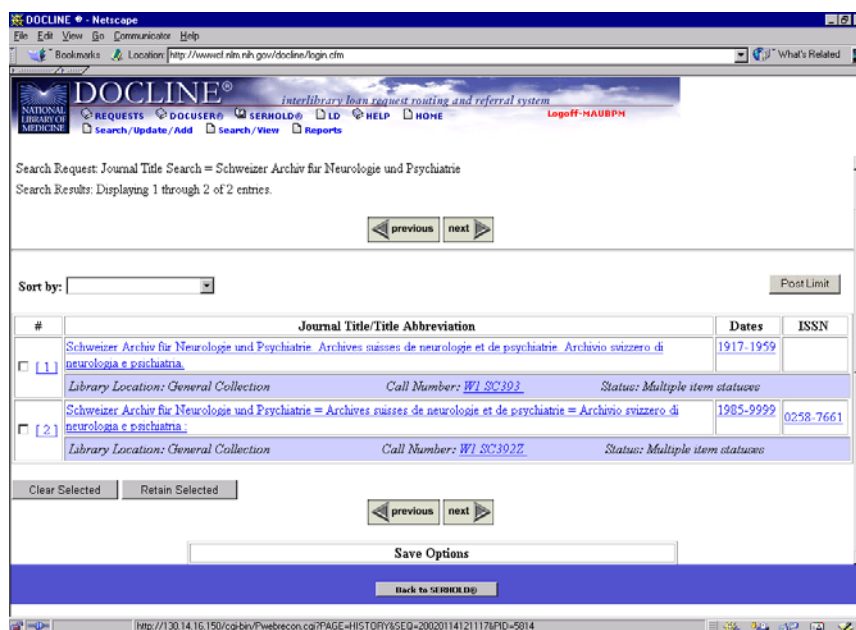 DOCLINE ® - Netscape
File Edit View Go Communicator Help
Bookmarks Location: http://wwwcf.nlm.nih.gov/docline/login.cfm What's Related
NATIONAL LIBRARY OF MEDICINE
DOCLINE®
interlibrary loan request routing and referral system
REQUESTS DOCUSER® SERHOLD® LD HELP HOME Logoff-MAUBPM
Search/Update/Add Search/View Reports
Search Request: Journal Title Search = Schweizer Archiv fur Neurologie und Psychiatrie
Search Results: Displaying 1 through 2 of 2 entries.
previous next
Sort by: Post Limit
# Journal Title/Title Abbreviation Dates ISSN
[1] Schweizer Archiv für Neurologie und Psychiatrie. Archives suisses de neurologie et de psychiatrie. Archivio svizzero di 1917-1959
neurologia e psichiatria.
Library Location: General Collection Call Number: W1 SC393 Status: Multiple item statuses
[2] Schweizer Archiv für Neurologie und Psychiatrie = Archives suisses de neurologie et de psychiatrie = Archivio svizzero di 1985-9999 0258-7661
neurologia e psichiatria :
Library Location: General Collection Call Number: W1 SC392Z Status: Multiple item statuses
Clear Selected Retain Selected
previous next
Save Options
Back to SERHOLD®
http://130.14.16.150/cgi-bin/Pwebrecon.cgi?PAGE=HISTORY&SEQ=20020114121117&PID=5814